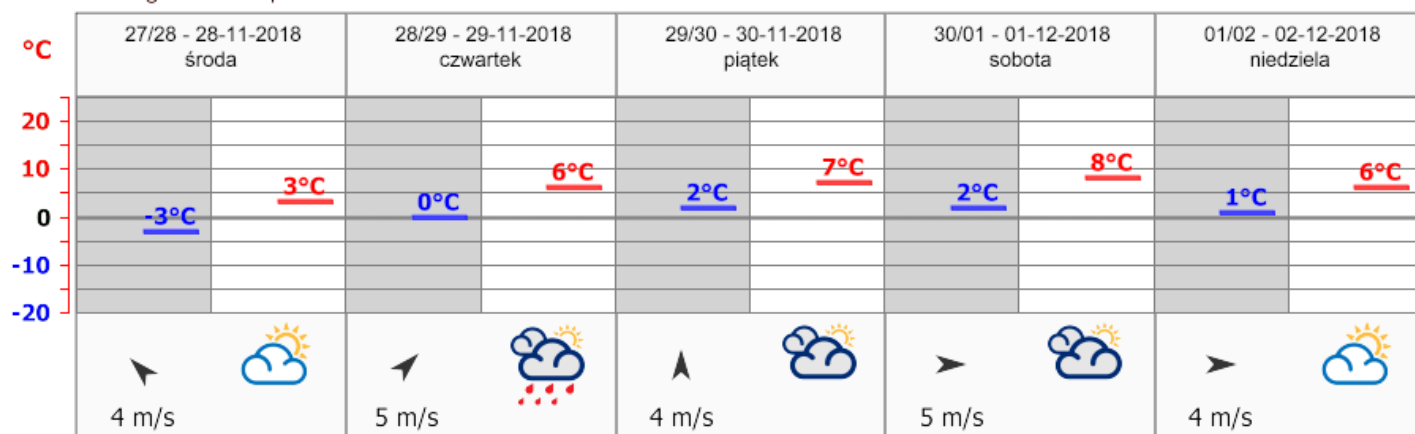 °C
27/28 - 28-11-2018
środa
28/29 - 29-11-2018
czwartek
29/30 - 30-11-2018
piątek
30/01 - 01-12-2018
sobota
01/02 - 02-12-2018
niedziela
20
10
0
-10
-20
-3°C
3°C
0°C
6°C
2°C
7°C
2°C
8°C
1°C
6°C
4 m/s
5 m/s
4 m/s
5 m/s
4 m/s